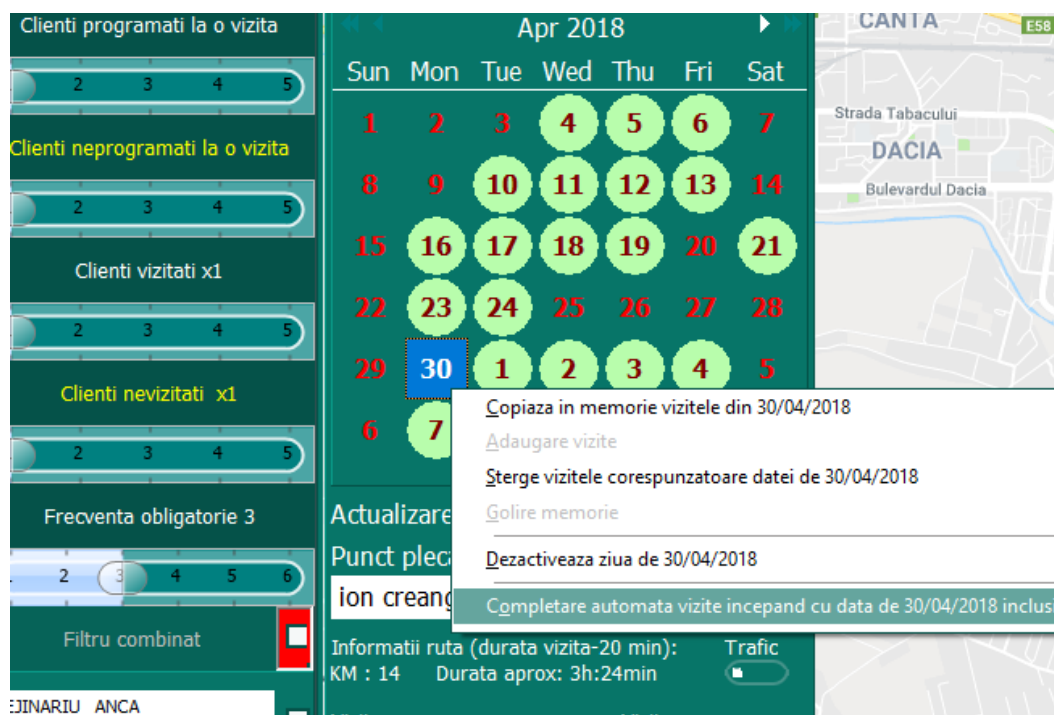 Clienti programati la o vizita
2 3 4 5
Clienti neprogramati la o vizita
2 3 4 5
Clienti vizitati x1
2 3 4 5
Clienti nevizitati x1
2 3 4 5
Frecventa obligatorie 3
2 3 4 5 6
Filtru combinat
EJINARIU ANCA
Apr 2018
Sun Mon Tue Wed Thu Fri Sat
1 2 3 4 5 6 7
8 9 10 11 12 13 14
15 16 17 18 19 20 21
22 23 24 25 26 27 28
29 30 1 2 3 4 5
6 7
Copiaza in memorie vizitele din 30/04/2018
Adaugare vizite
Sterge vizitele corespunzatoare datei de 30/04/2018
Golire memorie
Dezactiveaza ziua de 30/04/2018
Completare automata vizite incepand cu data de 30/04/2018 inclusi
Actualizare
Punct pleca
ion creang
Informatii ruta (durata vizita-20 min): Trafic
KM : 14 Durata aprox: 3h:24min
CANTA
E58
Strada Tabacului
DACIA
Bulevardul Dacia